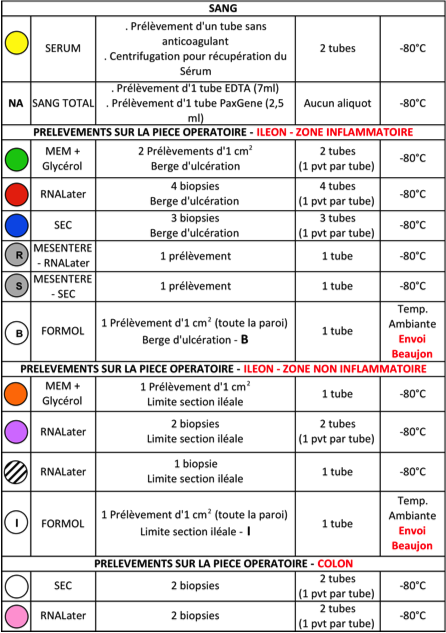 SANG
SERUM
. Prélèvement d'un tube sans
anticoagulant
. Centrifugation pour récupération du
Sérum
2 tubes
-80°C
NA
SANG TOTAL
. Prélèvement d'1 tube EDTA (7ml)
. Prélèvement d'1 tube PaxGene (2,5
ml)
Aucun aliquot
-80°C
PRELEVEMENTS SUR LA PIECE OPERATOIRE - ILEON - ZONE INFLAMMATOIRE
MEM +
Glycérol
2 Prélèvements d'1 cm²
Berge d'ulcération
2 tubes
(1 pvt par tube)
-80°C
RNALater
4 biopsies
Berge d'ulcération
4 tubes
(1 pvt par tube)
-80°C
SEC
3 biopsies
Berge d'ulcération
3 tubes
(1 pvt par tube)
-80°C
R
MESENTERE
- RNALater
1 prélèvement
1 tube
-80°C
S
MESENTERE
- SEC
1 prélèvement
1 tube
-80°C
B
FORMOL
1 Prélèvement d'1 cm² (toute la paroi)
Berge d'ulcération - B
1 tube
Temp.
Ambiante
Envoi
Beaujon
PRELEVEMENTS SUR LA PIECE OPERATOIRE - ILEON - ZONE NON INFLAMMATOIRE
MEM +
Glycérol
1 Prélèvement d'1 cm²
Limite section iléale
1 tube
-80°C
RNALater
2 biopsies
Limite section iléale
2 tubes
(1 pvt par tube)
-80°C
RNALater
1 biopsie
Limite section iléale
1 tube
-80°C
I
FORMOL
1 Prélèvement d'1 cm² (toute la paroi)
Limite section iléale - I
1 tube
Temp.
Ambiante
Envoi
Beaujon
PRELEVEMENTS SUR LA PIECE OPERATOIRE - COLON
SEC
2 biopsies
2 tubes
(1 pvt par tube)
-80°C
RNALater
2 biopsies
2 tubes
(1 pvt par tube)
-80°C